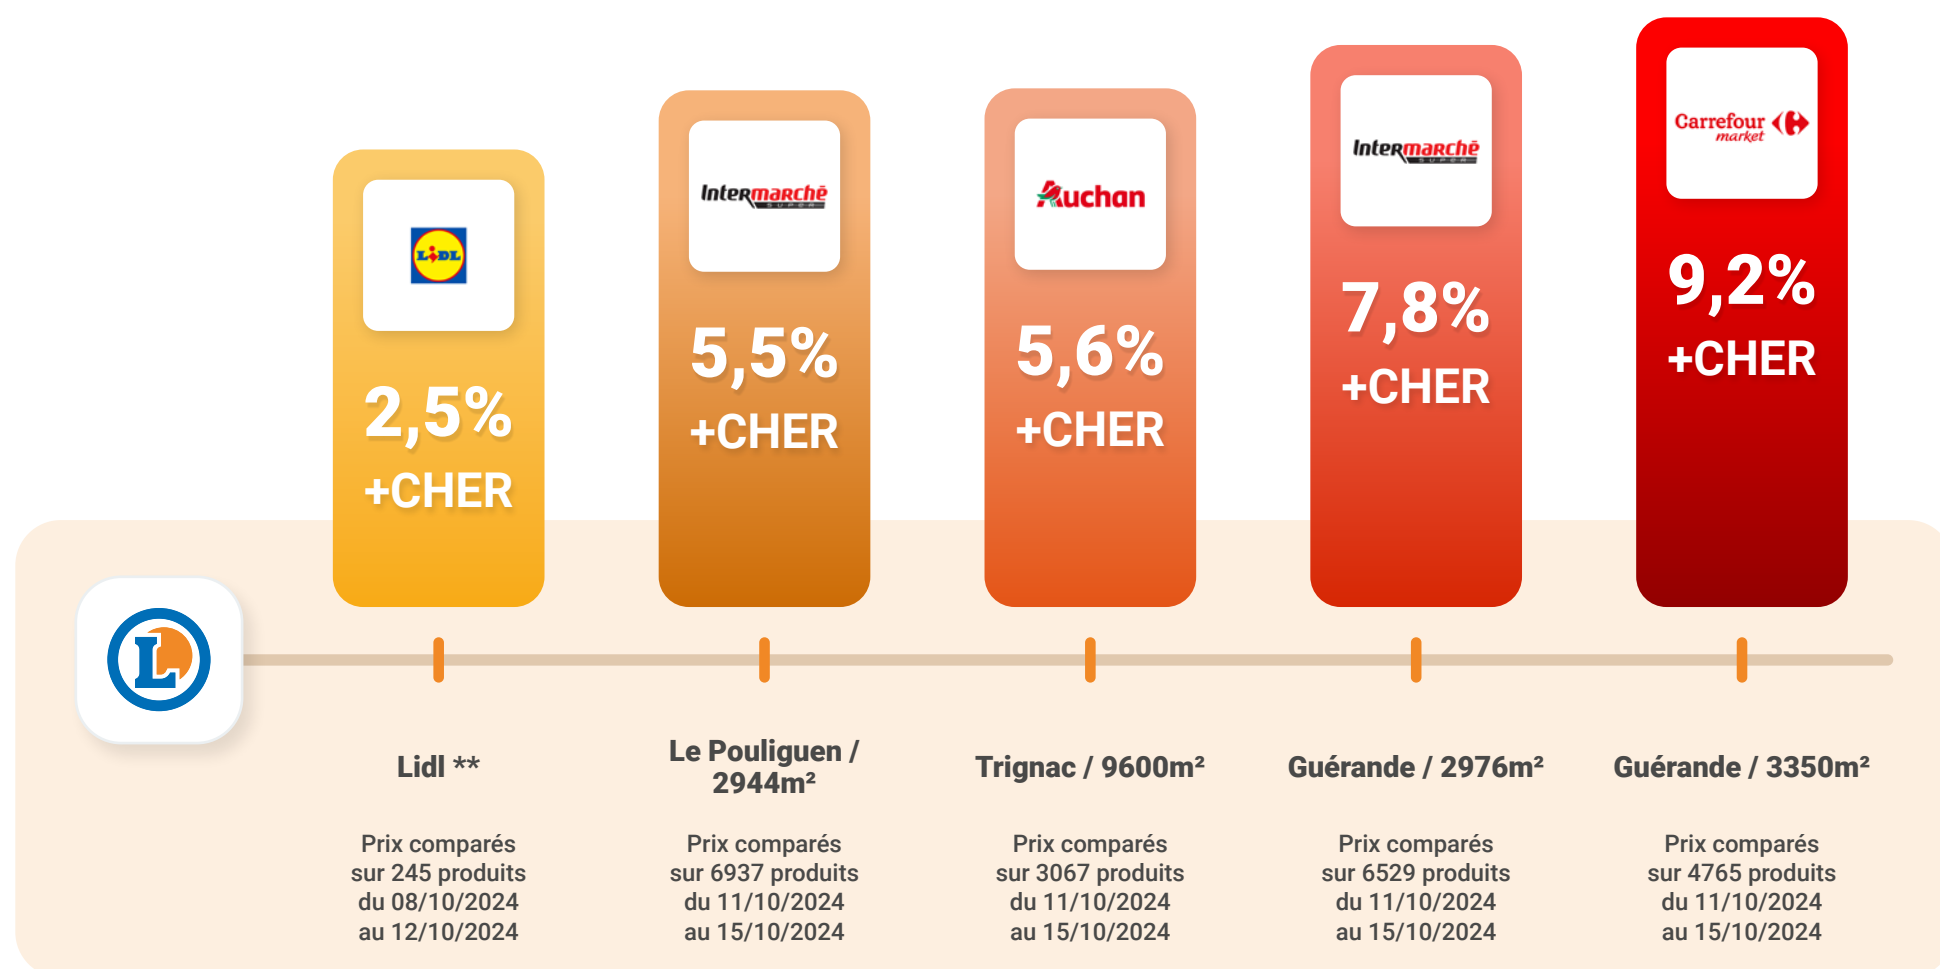 LIDL
2,5%
+CHER
Intermarché
SUPER
5,5%
+CHER
Auchan
5,6%
+CHER
Intermarché
SUPER
7,8%
+CHER
Carrefour
market
9,2%
+CHER
L
Lidl **
Prix comparés
sur 245 produits
du 08/10/2024
au 12/10/2024
Le Pouliguen /
2944m²
Prix comparés
sur 6937 produits
du 11/10/2024
au 15/10/2024
Trignac / 9600m²
Prix comparés
sur 3067 produits
du 11/10/2024
au 15/10/2024
Guérande / 2976m²
Prix comparés
sur 6529 produits
du 11/10/2024
au 15/10/2024
Guérande / 3350m²
Prix comparés
sur 4765 produits
du 11/10/2024
au 15/10/2024